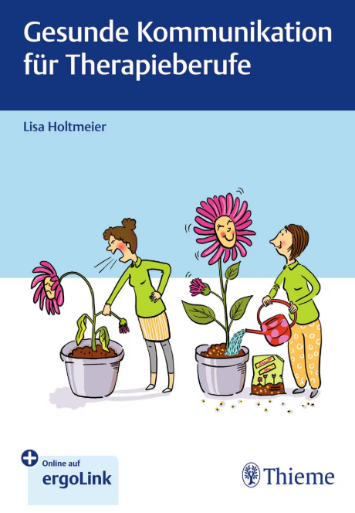 Gesunde Kommunikation
für Therapieberufe
Lisa Holtmeier
Online auf
ergoLink
Thieme